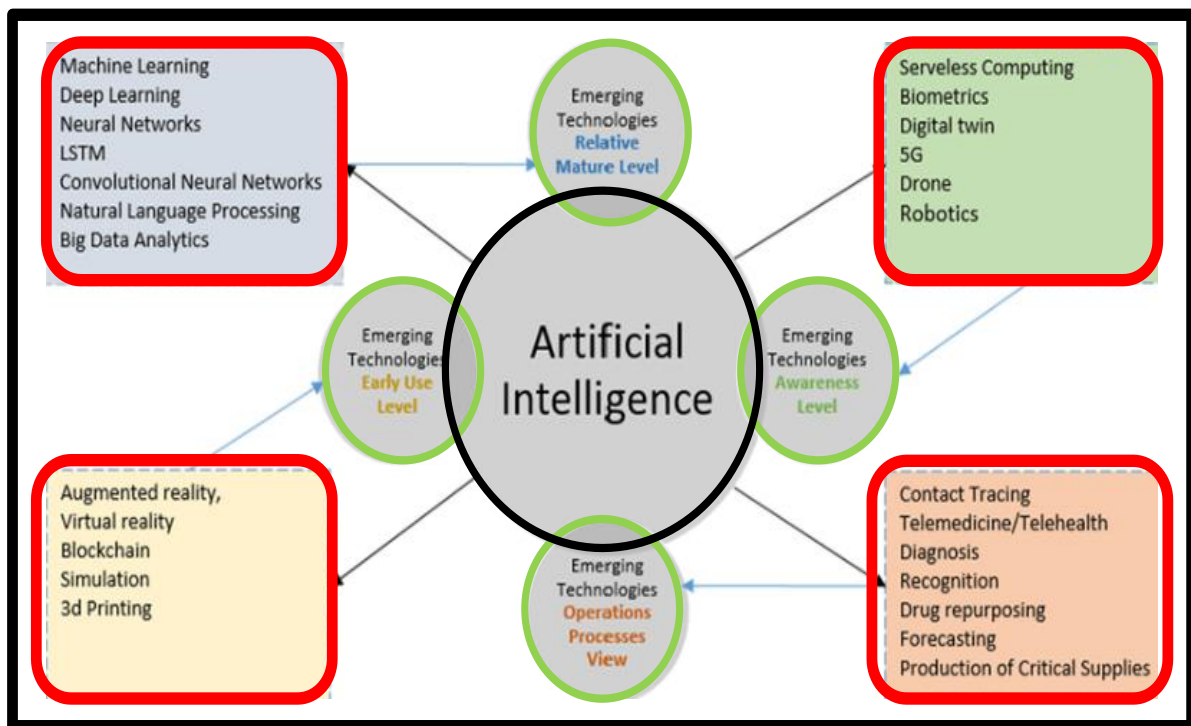 Machine Learning
Deep Learning
Neural Networks
LSTM
Convolutional Neural Networks
Natural Language Processing
Big Data Analytics
Emerging
Technologies
Relative
Mature Level
Serveless Computing
Biometrics
Digital twin
5G
Drone
Robotics
Emerging
Technologies
Early Use
Level
Artificial
Intelligence
Emerging
Technologies
Awareness
Level
Augmented reality,
Virtual reality
Blockchain
Simulation
3d Printing
Emerging
Technologies
Operations
Processes
View
Contact Tracing
Telemedicine/Telehealth
Diagnosis
Recognition
Drug repurposing
Forecasting
Production of Critical Supplies